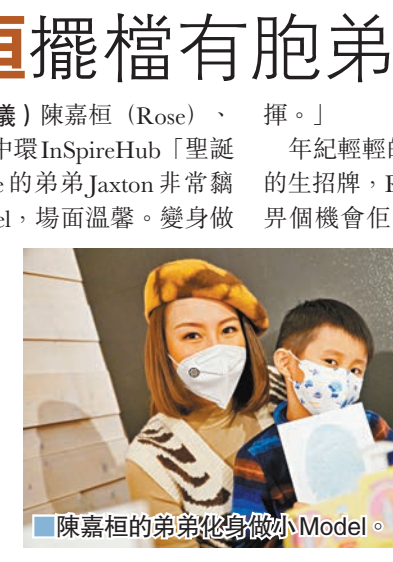 桓擺檔有胞弟
義）陳嘉桓（Rose）、
中環InSpireHub「聖誕
的弟弟Jaxton 非常黐
，場面溫馨。變身做
揮。」
年紀輕輕的
的生招牌，
畀個機會佢
陳嘉桓的弟弟化身做小Model。